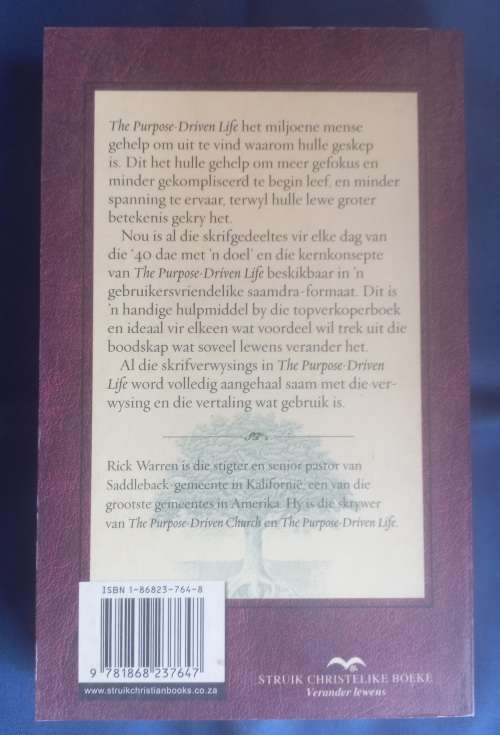 The Purpose-Driven Life het miljoene mense
gehelp om uit te vind waarom hulle geskep
is. Dit het hulle gehelp om meer gefokus en
minder gekompliseerd te begin leef, en minder
spanning te ervaar, terwyl hulle lewe groter
betekenis gekry het.
Nou is al die skrifgedeeltes vir elke dag van
die '40 dae met 'n doel' en die kernkonsepte
van The Purpose-Driven Life beskikbaar in 'n
gebruikersvriendelike saamdra-formaat. Dit is
'n handige hulpmiddel by die topverkoperboek
en ideaal vir elkeen wat voordeel wil trek uit die
boodskap wat soveel lewens verander het.
Al die skrifverwysings in The Purpose-Driven
Life word volledig aangehaal saam met die ver-
wysing en die vertaling wat gebruik is.
Rick Warren is die stigter en senior pastor van
Saddleback-gemeente in Kalifornië, een van die
grootste gemeentes in Amerika. Hy is die skrywer
van The Purpose-Driven Church en The Purpose-Driven Life.
ISBN 1-86823-764-8
9 781868 237647
www.struikchristianbooks.co.za
STRUIK CHRISTELIKE BOEKE
Verander lewens